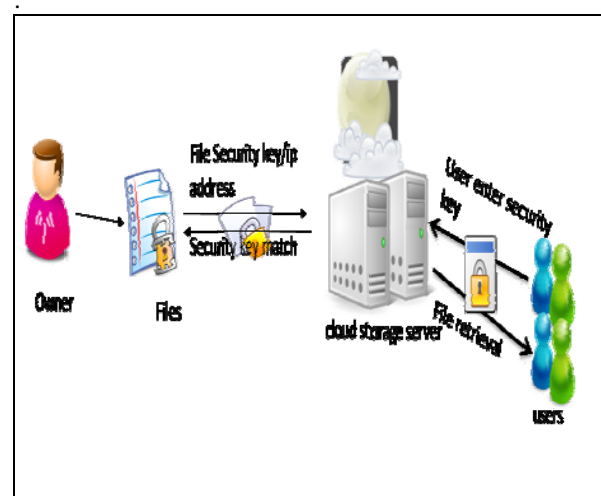 .
File Security key/ip
address
Security key match
Owner
Files
cloud storage server
User enter security
key
File retrieval
users